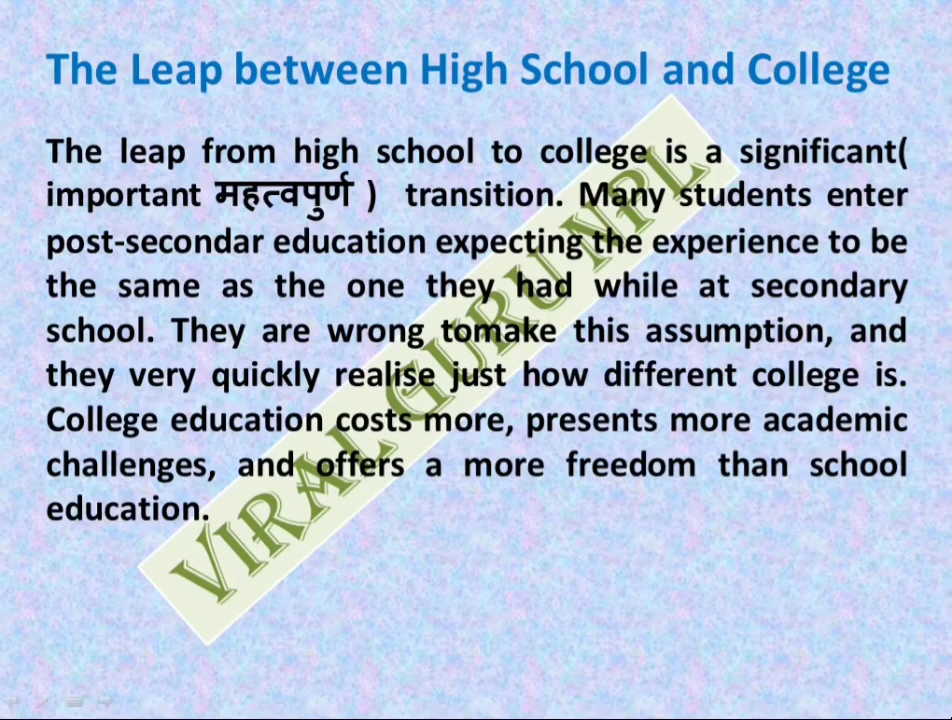 The Leap between High School and College
The leap from high school to college is a significant(
important महत्वपुर्ण ) transition. Many students enter
post-secondar education expecting the experience to be
the same as the one they had while at secondary
school. They are wrong tomake this assumption, and
they very quickly realise just how different college is.
College education costs more, presents more academic
challenges, and offers a more freedom than school
education.
VIRAL GURU NPL